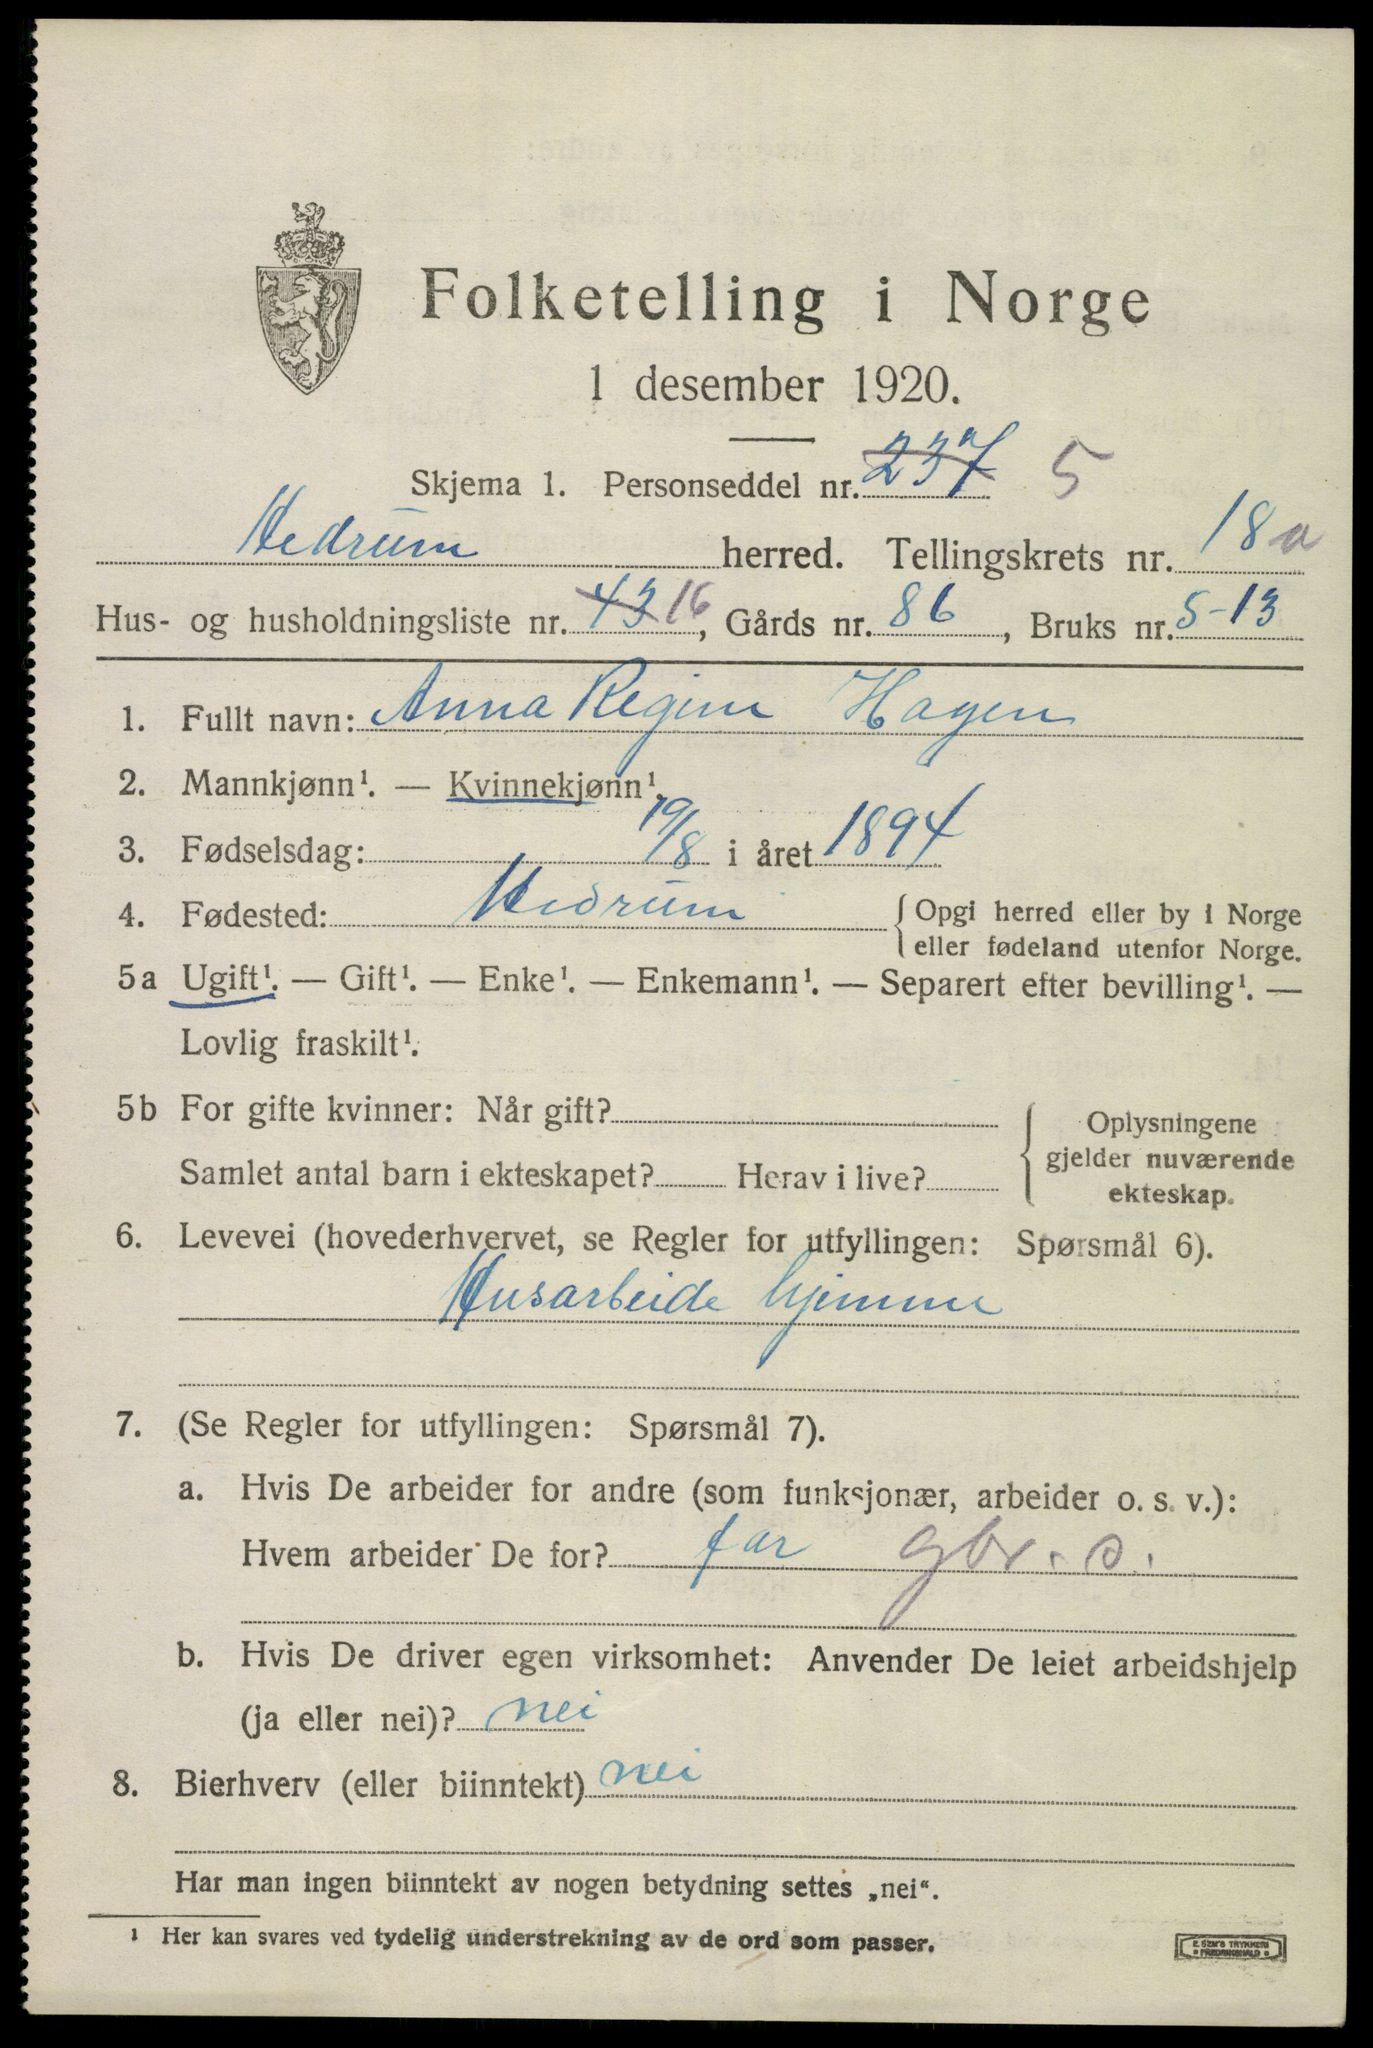 Folketelling i Norge
1 desember 1920.
Skjema 1. Personseddel nr. 237 5
Hedrum herred. Tellingskrets nr. 18a
Hus- og husholdningsliste nr. 43 16, Gårds nr. 86, Bruks nr. 5-13
1. Fullt navn: Anna Regine Hagen
2. Mannkjønn¹. — Kvinnekjønn¹.
3. Fødselsdag: 19/8 i året 1894
4. Fødested: Hedrum { Opgi herred eller by i Norge
eller fødeland utenfor Norge.
5a Ugift¹. — Gift¹. — Enke¹. — Enkemann¹. — Separert efter bevilling¹. —
Lovlig fraskilt¹.
5b For gifte kvinner: Når gift?
Samlet antal barn i ekteskapet? Herav i live?
{ Oplysningene
gjelder nuværende
ekteskap.
6. Levevei (hovederhvervet, se Regler for utfyllingen: Spørsmål 6).
Husarbeide hjemme
7. (Se Regler for utfyllingen: Spørsmål 7).
a. Hvis De arbeider for andre (som funksjonær, arbeider o. s. v.):
Hvem arbeider De for? far gbr. s.
b. Hvis De driver egen virksomhet: Anvender De leiet arbeidshjelp
(ja eller nei)? nei
8. Bierhverv (eller biinntekt) nei
Har man ingen biinntekt av nogen betydning settes „nei“.
¹ Her kan svares ved tydelig understrekning av de ord som passer.
E. SEM'S TRYKKERI
FREDRIKSHALD